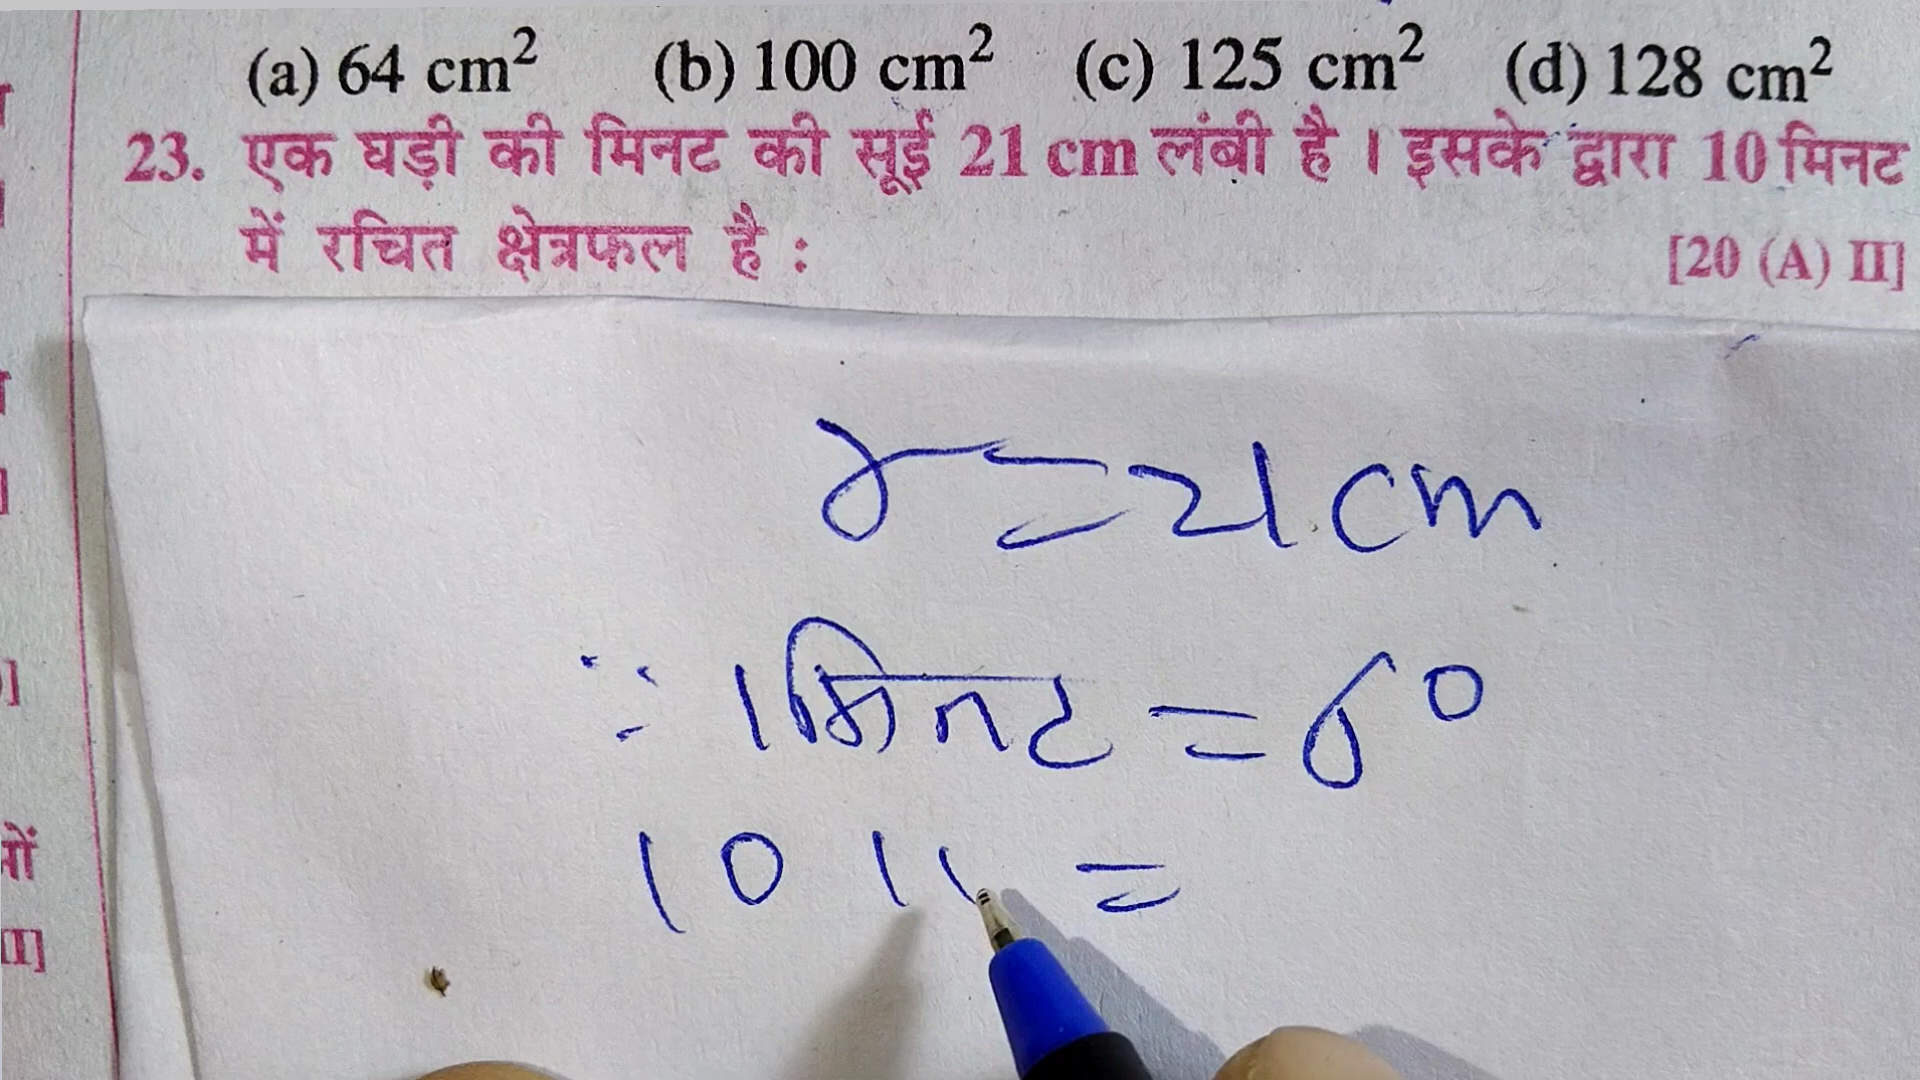 (a) 64 cm² (b) 100 cm² (c) 125 cm² (d) 128 cm²
23. एक घड़ी की मिनट की सूई 21 cm लंबी है । इसके द्वारा 10 मिनट
में रचित क्षेत्रफल है : [20 (A) II]
r = 21 cm
∵ 1 मिनट = 6°
10 11 =